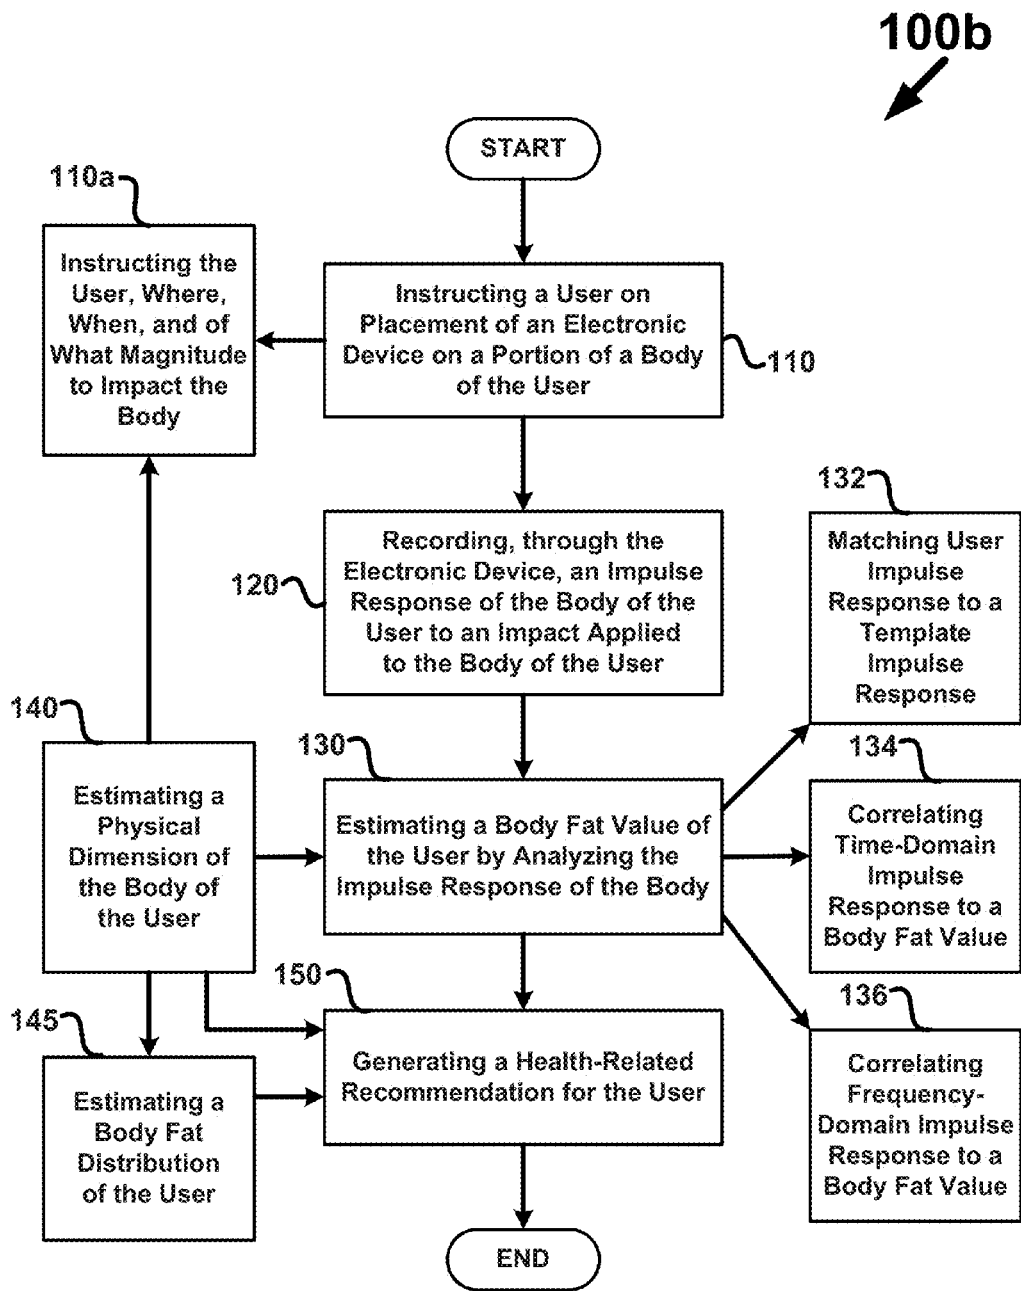 100b
START
110a
Instructing the
User, Where,
When, and of
What Magnitude
to Impact the
Body
Instructing a User on
Placement of an Electronic
Device on a Portion of a Body
of the User
110
120
Recording, through the
Electronic Device, an Impulse
Response of the Body of the
User to an Impact Applied
to the Body of the User
132
Matching User
Impulse
Response to a
Template
Impulse
Response
140
Estimating a
Physical
Dimension of
the Body of
the User
130
Estimating a Body Fat Value of
the User by Analyzing the
Impulse Response of the Body
134
Correlating
Time-Domain
Impulse
Response to a
Body Fat Value
145
Estimating a
Body Fat
Distribution
of the User
150
Generating a Health-Related
Recommendation for the User
136
Correlating
Frequency-
Domain Impulse
Response to a
Body Fat Value
END